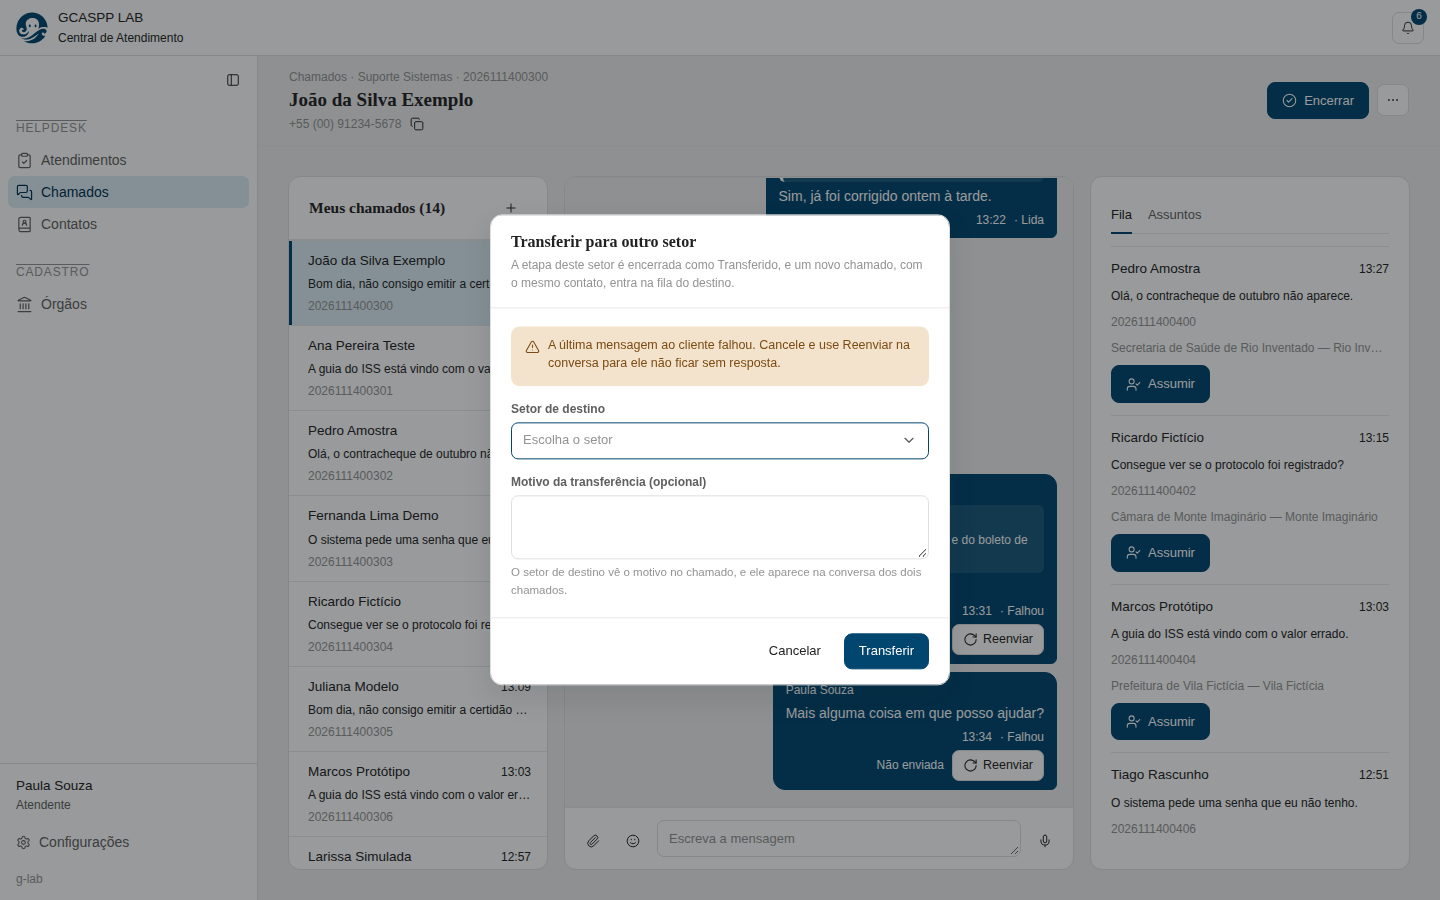 GCASPP LAB
Central de Atendimento
6
HELPDESK
Atendimentos
Chamados
Contatos
CADASTRO
Órgãos
Paula Souza
Atendente
Configurações
g-lab
Chamados · Suporte Sistemas · 2026111400300
João da Silva Exemplo
+55 (00) 91234-5678
Encerrar
Meus chamados (14)
João da Silva Exemplo
Bom dia, não consigo emitir a cert
2026111400300
Ana Pereira Teste
A guia do ISS está vindo com o va
2026111400301
Pedro Amostra
Olá, o contracheque de outubro nã
2026111400302
Fernanda Lima Demo
O sistema pede uma senha que eu
2026111400303
Ricardo Fictício
Consegue ver se o protocolo foi re
2026111400304
Juliana Modelo 13:09
Bom dia, não consigo emitir a certidão …
2026111400305
Marcos Protótipo 13:03
A guia do ISS está vindo com o valor er…
2026111400306
Larissa Simulada 12:57
Sim, já foi corrigido ontem à tarde.
13:22 · Lida
e do boleto de
13:31 · Falhou
Reenviar
Paula Souza
Mais alguma coisa em que posso ajudar?
13:34 · Falhou
Não enviada Reenviar
Escreva a mensagem
Transferir para outro setor
A etapa deste setor é encerrada como Transferido, e um novo chamado, com
o mesmo contato, entra na fila do destino.
A última mensagem ao cliente falhou. Cancele e use Reenviar na
conversa para ele não ficar sem resposta.
Setor de destino
Escolha o setor
Motivo da transferência (opcional)
O setor de destino vê o motivo no chamado, e ele aparece na conversa dos dois
chamados.
Cancelar Transferir
Fila Assuntos
Pedro Amostra 13:27
Olá, o contracheque de outubro não aparece.
2026111400400
Secretaria de Saúde de Rio Inventado — Rio Inv…
Assumir
Ricardo Fictício 13:15
Consegue ver se o protocolo foi registrado?
2026111400402
Câmara de Monte Imaginário — Monte Imaginário
Assumir
Marcos Protótipo 13:03
A guia do ISS está vindo com o valor errado.
2026111400404
Prefeitura de Vila Fictícia — Vila Fictícia
Assumir
Tiago Rascunho 12:51
O sistema pede uma senha que eu não tenho.
2026111400406